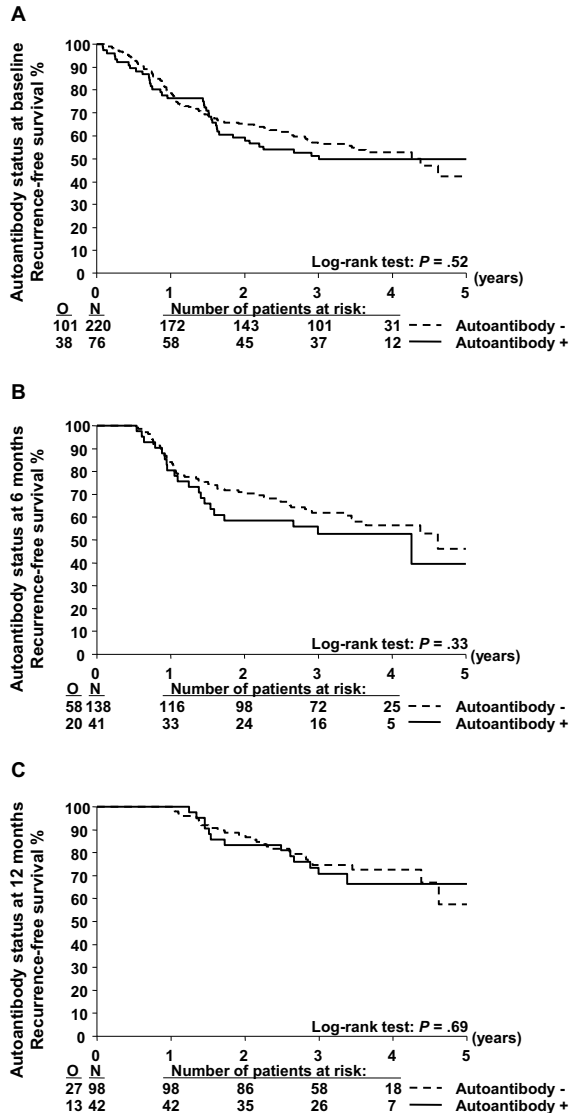 A
Autoantibody status at baseline
Recurrence-free survival %
100
90
80
70
60
50
40
30
20
10
0
Log-rank test: P = .52
0 1 2 3 4 5 (years)
O N Number of patients at risk:
101 220 172 143 101 31 Autoantibody -
38 76 58 45 37 12 Autoantibody +
B
Autoantibody status at 6 months
Recurrence-free survival %
100
90
80
70
60
50
40
30
20
10
0
Log-rank test: P = .33
0 1 2 3 4 5 (years)
O N Number of patients at risk:
58 138 116 98 72 25 Autoantibody -
20 41 33 24 16 5 Autoantibody +
C
Autoantibody status at 12 months
Recurrence-free survival %
100
90
80
70
60
50
40
30
20
10
0
Log-rank test: P = .69
0 1 2 3 4 5 (years)
O N Number of patients at risk:
27 98 98 86 58 18 Autoantibody -
13 42 42 35 26 7 Autoantibody +